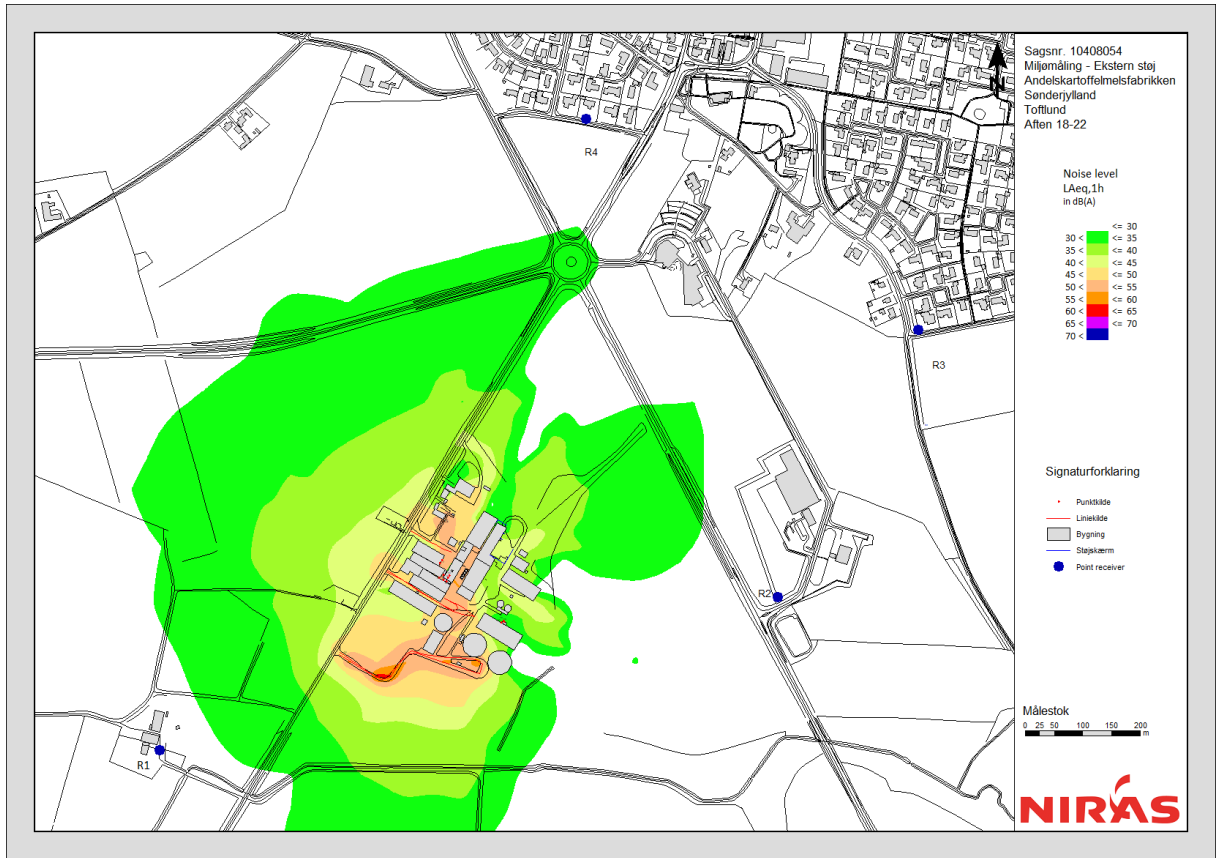 Sagsnr. 10408054
Miljømåling - Ekstern støj
Andelskartoffelmelsfabrikken
Sønderjylland
Toftlund
Aften 18-22
N
Noise level
LAeq,1h
in dB(A)
<= 30
30 < <= 35
35 < <= 40
40 < <= 45
45 < <= 50
50 < <= 55
55 < <= 60
60 < <= 65
65 < <= 70
70 <
R4
R3
R2
R1
Signaturforklaring
Punktkilde
Liniekilde
Bygning
Støjskærm
Point receiver
Målestok
0 25 50 100 150 200
m
NIRÁS